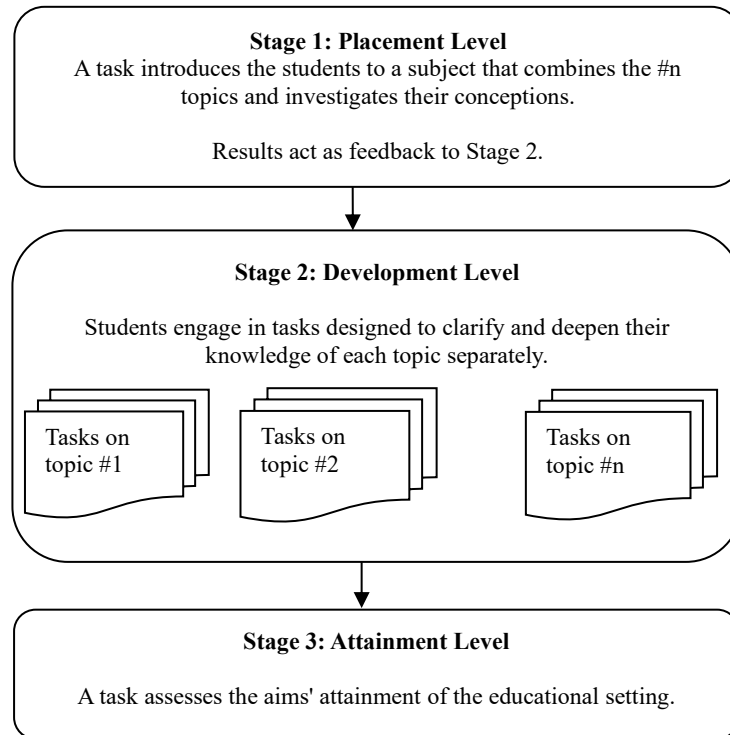 Stage 1: Placement Level
A task introduces the students to a subject that combines the #n
topics and investigates their conceptions.
Results act as feedback to Stage 2.
Stage 2: Development Level
Students engage in tasks designed to clarify and deepen their
knowledge of each topic separately.
Tasks on
topic #1
Tasks on
topic #2
Tasks on
topic #n
Stage 3: Attainment Level
A task assesses the aims' attainment of the educational setting.